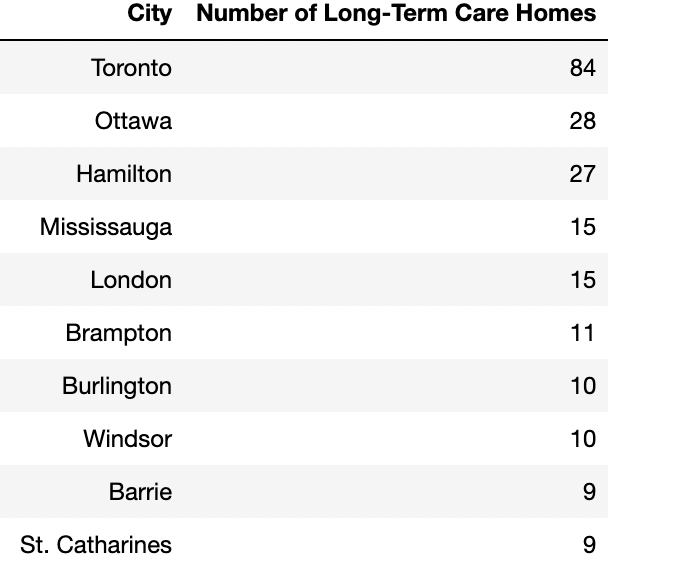 City Number of Long-Term Care Homes
Toronto 84
Ottawa 28
Hamilton 27
Mississauga 15
London 15
Brampton 11
Burlington 10
Windsor 10
Barrie 9
St. Catharines 9